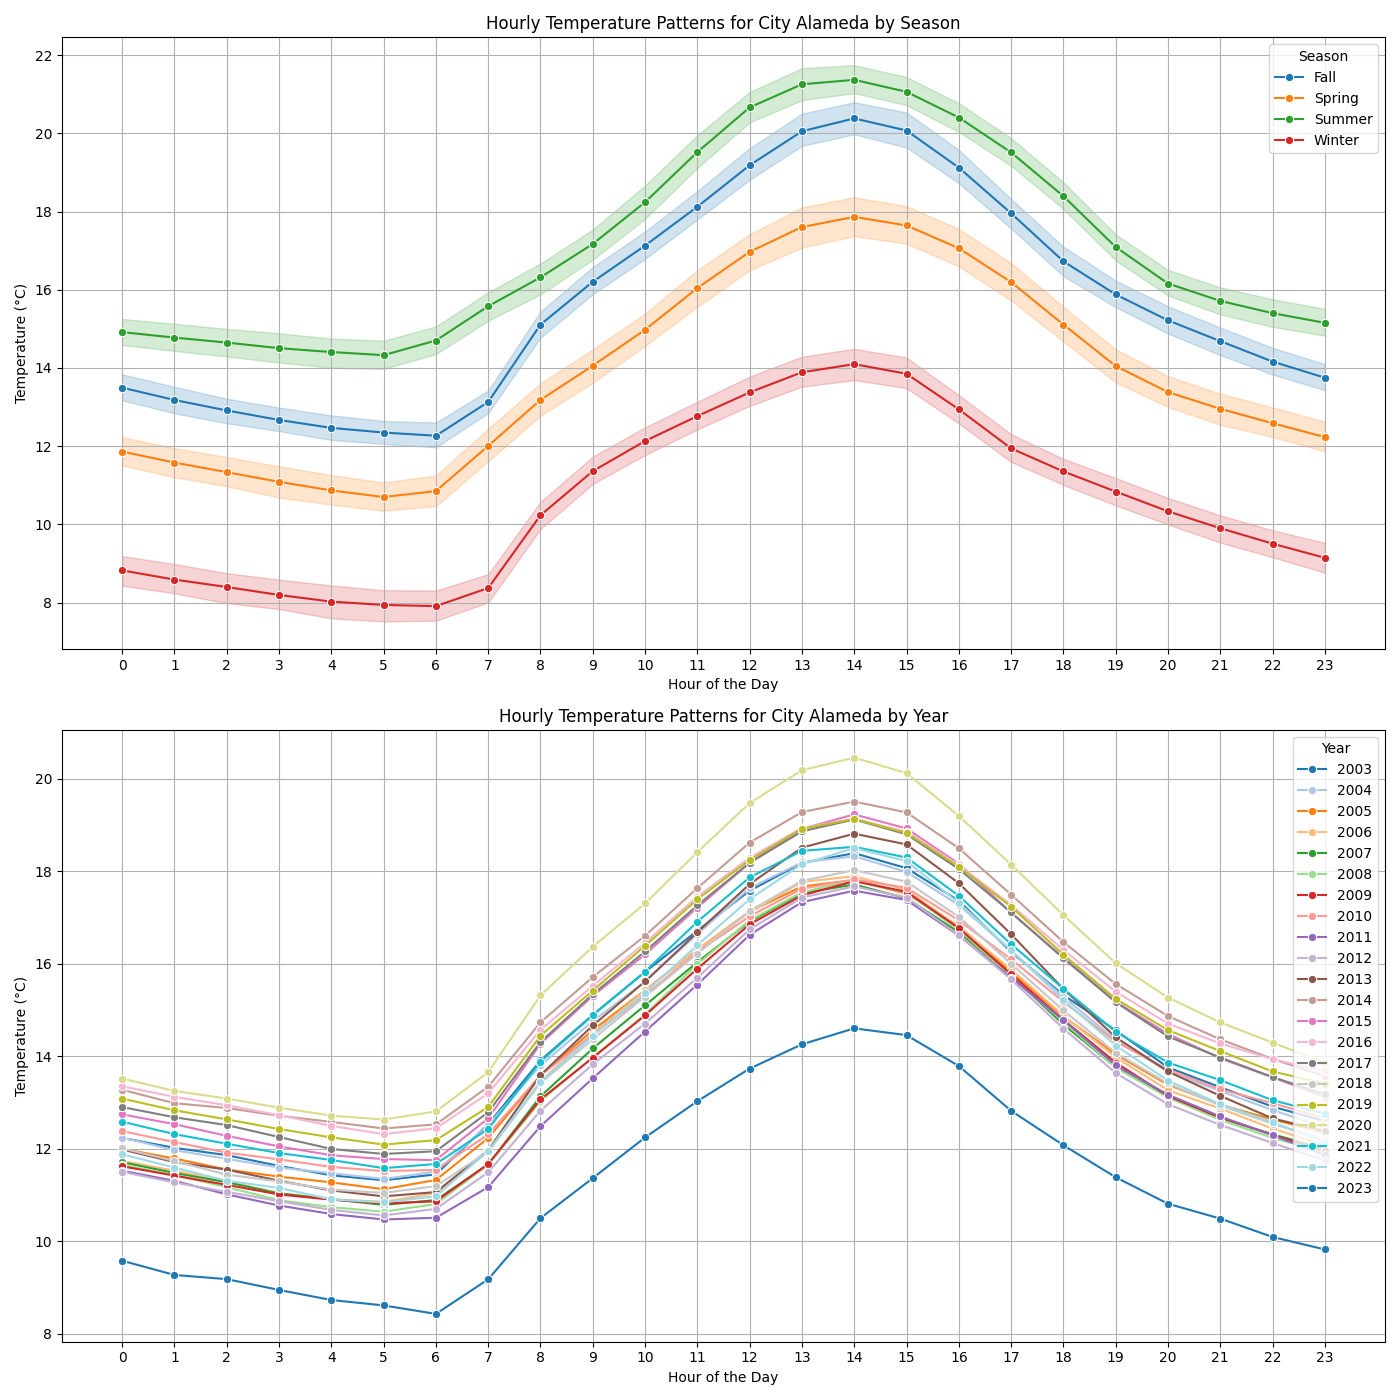 Hourly Temperature Patterns for City Alameda by Season
Temperature (°C)
22
20
18
16
14
12
10
8
Season
Fall
Spring
Summer
Winter
0 1 2 3 4 5 6 7 8 9 10 11 12 13 14 15 16 17 18 19 20 21 22 23
Hour of the Day
Hourly Temperature Patterns for City Alameda by Year
Temperature (°C)
20
18
16
14
12
10
8
Year
2003
2004
2005
2006
2007
2008
2009
2010
2011
2012
2013
2014
2015
2016
2017
2018
2019
2020
2021
2022
2023
0 1 2 3 4 5 6 7 8 9 10 11 12 13 14 15 16 17 18 19 20 21 22 23
Hour of the Day